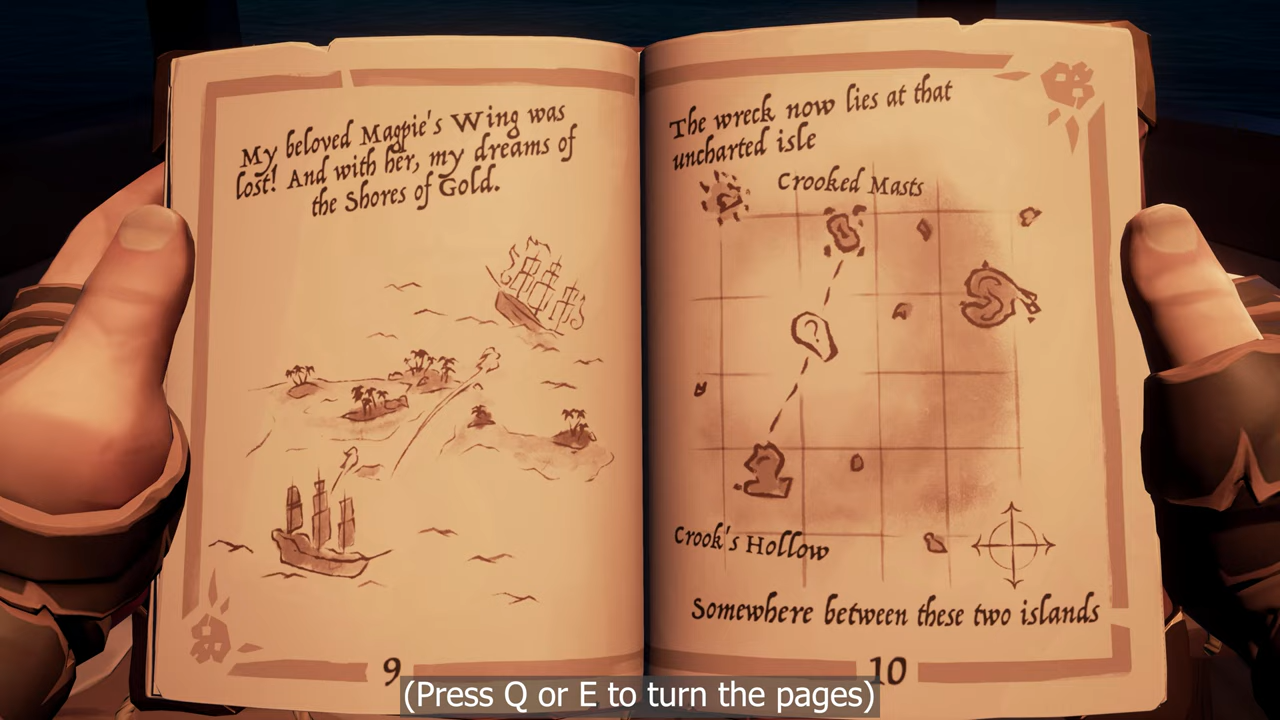 My beloved Magpie's Wing was
lost! And with her, my dreams of
the Shores of Gold.
9
The wreck now lies at that
uncharted isle
Crooked Masts
?
Crook's Hollow
Somewhere between these two islands
10
(Press Q or E to turn the pages)